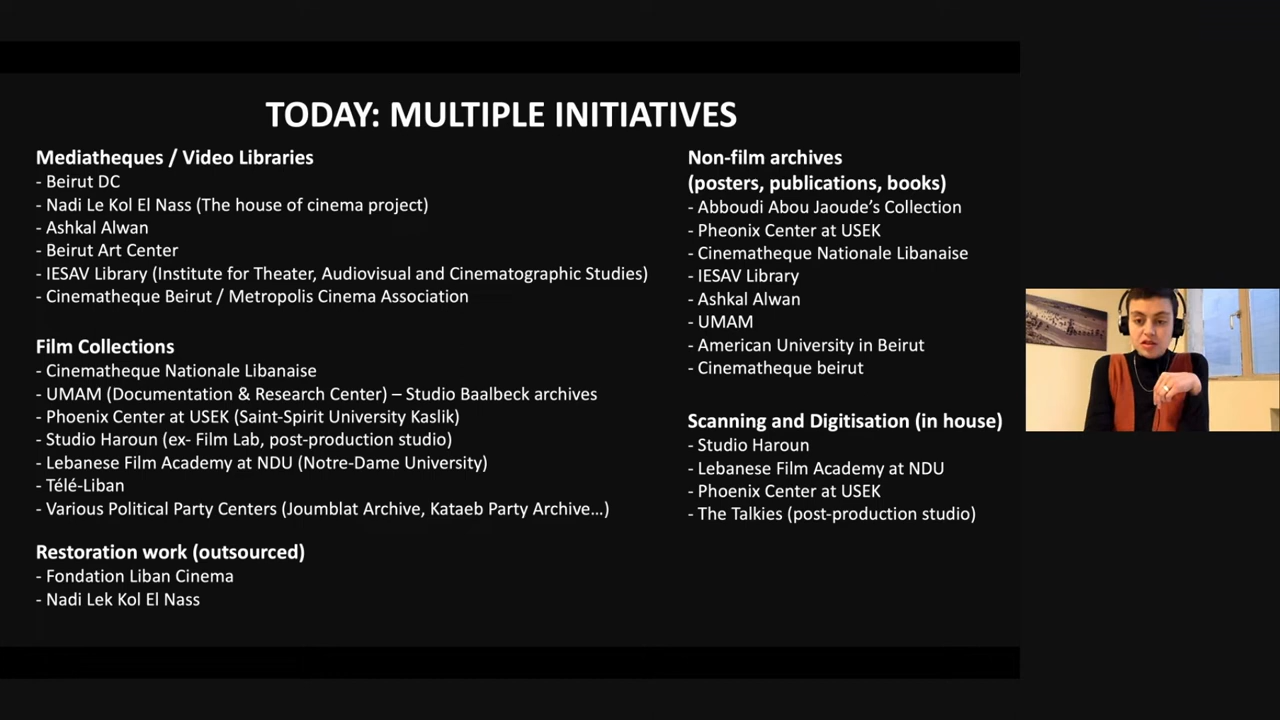 TODAY: MULTIPLE INITIATIVES
Mediatheques / Video Libraries
- Beirut DC
- Nadi Le Kol El Nass (The house of cinema project)
- Ashkal Alwan
- Beirut Art Center
- IESAV Library (Institute for Theater, Audiovisual and Cinematographic Studies)
- Cinematheque Beirut / Metropolis Cinema Association
Film Collections
- Cinematheque Nationale Libanaise
- UMAM (Documentation & Research Center) – Studio Baalbeck archives
- Phoenix Center at USEK (Saint-Spirit University Kaslik)
- Studio Haroun (ex- Film Lab, post-production studio)
- Lebanese Film Academy at NDU (Notre-Dame University)
- Télé-Liban
- Various Political Party Centers (Joumblat Archive, Kataeb Party Archive…)
Restoration work (outsourced)
- Fondation Liban Cinema
- Nadi Lek Kol El Nass
Non-film archives
(posters, publications, books)
- Abboudi Abou Jaoude’s Collection
- Pheonix Center at USEK
- Cinematheque Nationale Libanaise
- IESAV Library
- Ashkal Alwan
- UMAM
- American University in Beirut
- Cinematheque beirut
Scanning and Digitisation (in house)
- Studio Haroun
- Lebanese Film Academy at NDU
- Phoenix Center at USEK
- The Talkies (post-production studio)